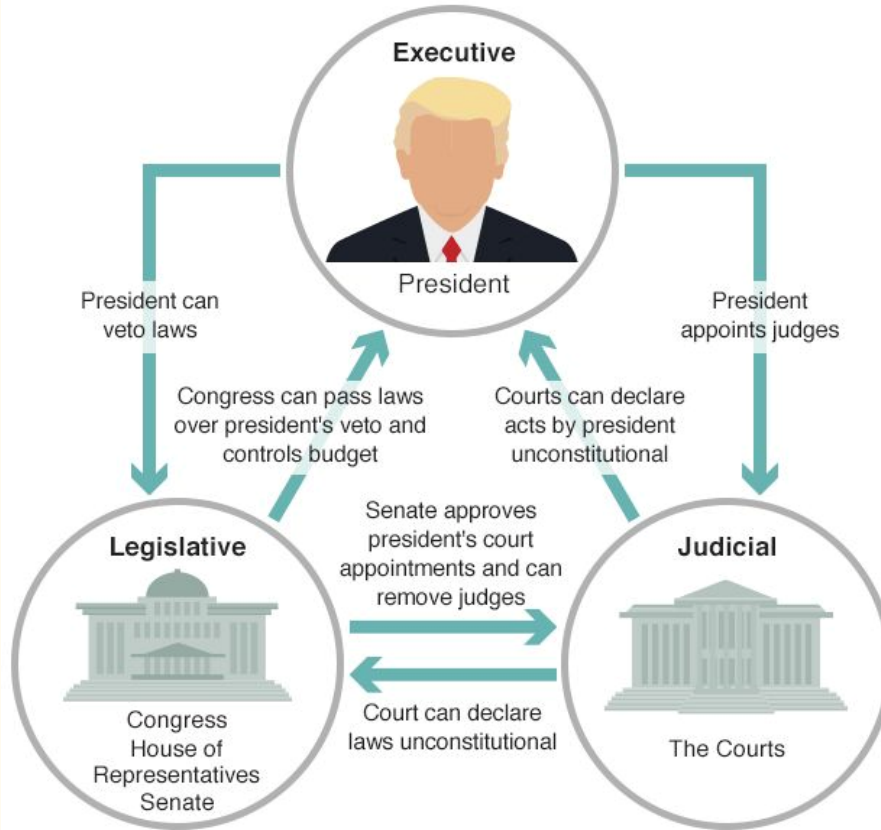 Executive
President
President can
veto laws
President
appoints judges
Congress can pass laws
over president's veto and
controls budget
Courts can declare
acts by president
unconstitutional
Senate approves
president's court
appointments and can
remove judges
Legislative
Congress
House of
Representatives
Senate
Judicial
The Courts
Court can declare
laws unconstitutional